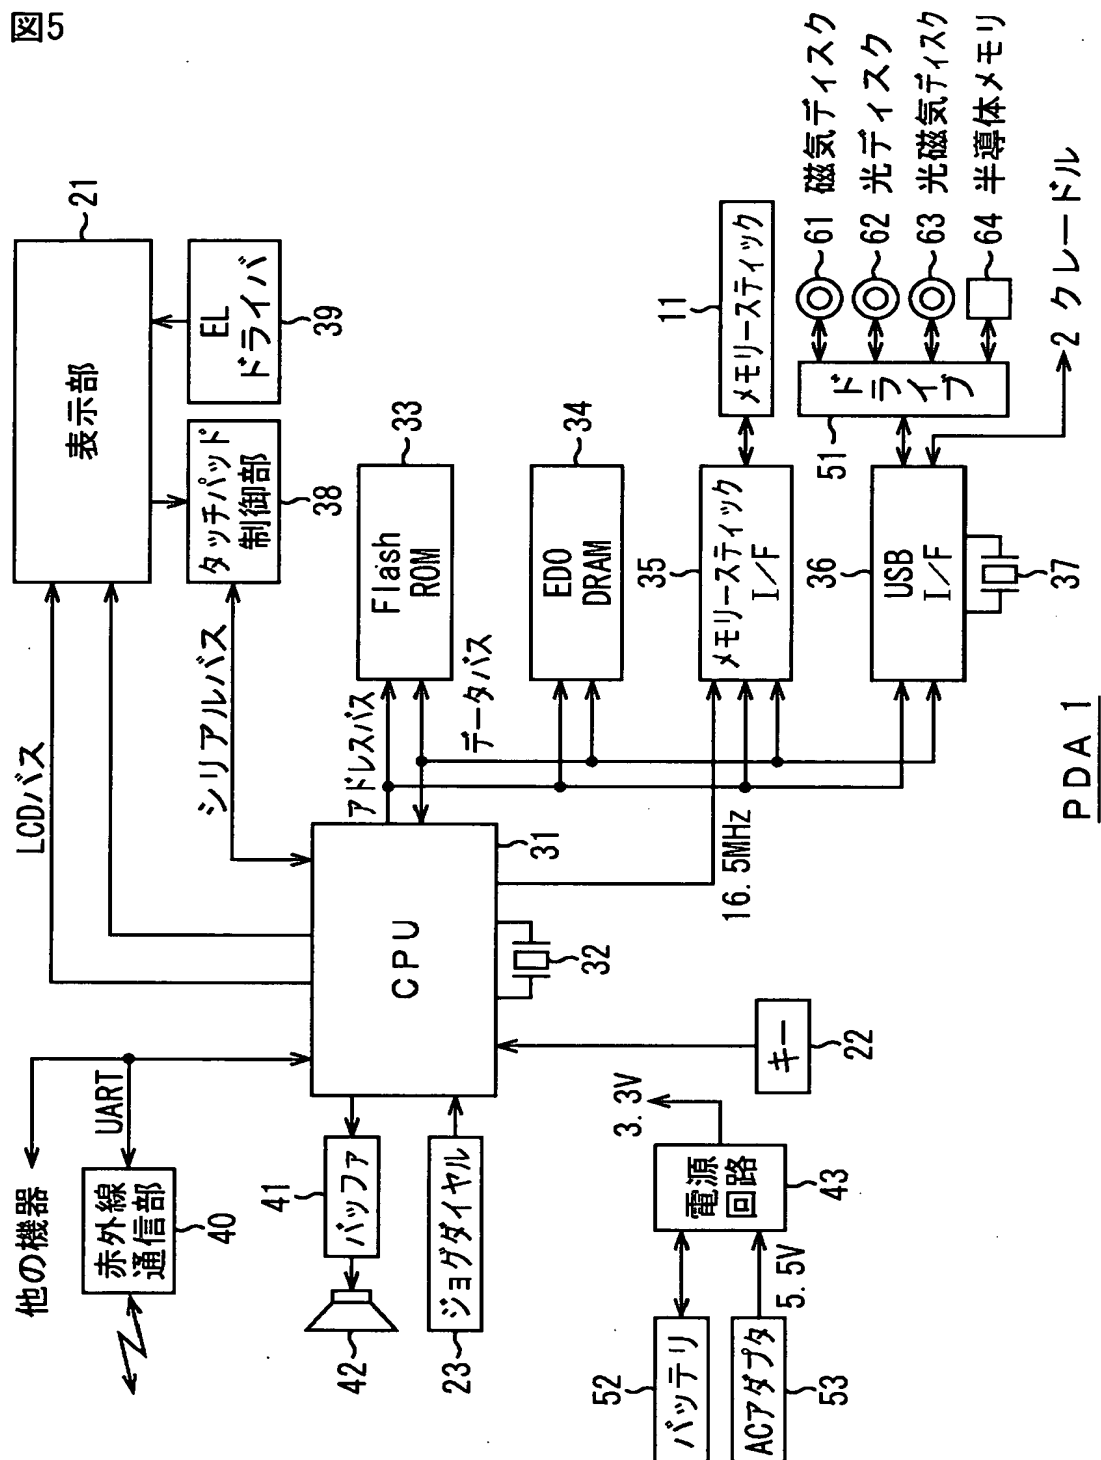 図5
他の機器
赤外線
通信部
40
UART
LCDバス
シリアルバス
表示部
21
タッチパッド
制御部
38
EL
ドライバ
39
42
バッファ
41
ジョグダイヤル
23
CPU
31
32
アドレスバス
データバス
Flash
ROM
33
EDO
DRAM
34
メモリースティック
I/F
35
メモリースティック
11
16.5MHz
USB
I/F
36
37
ドライブ
51
61 磁気ディスク
62 光ディスク
63 光磁気ディスク
64 半導体メモリ
2 クレードル
キー
22
3.3V
電源
回路
43
5.5V
バッテリ
52
ACアダプタ
53
PDA 1